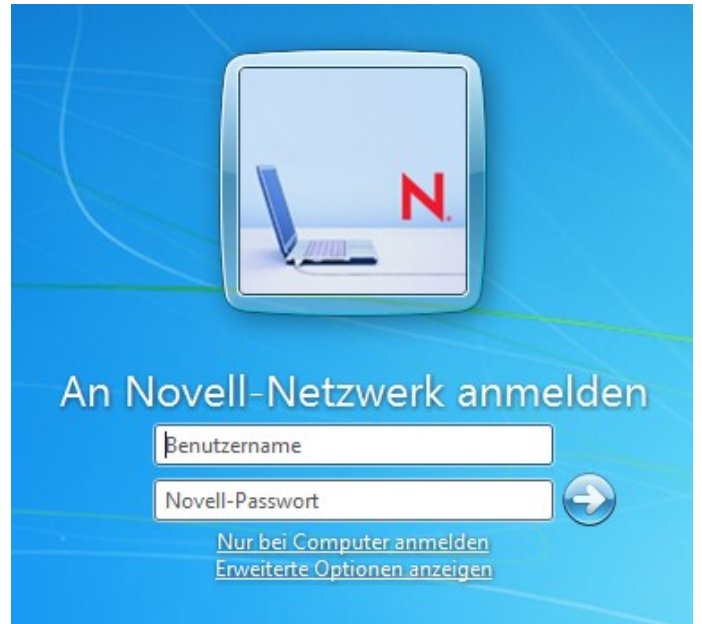 N.
An Novell-Netzwerk anmelden
Benutzername
Novell-Passwort
Nur bei Computer anmelden
Erweiterte Optionen anzeigen